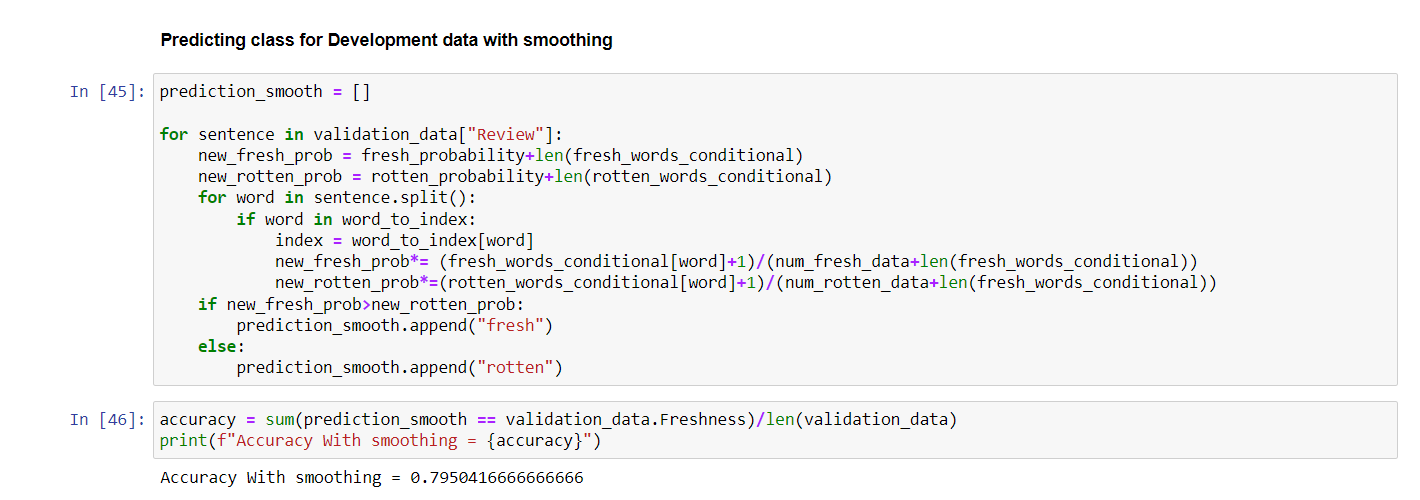 Predicting class for Development data with smoothing
In [45]: prediction_smooth = []
for sentence in validation_data["Review"]:
    new_fresh_prob = fresh_probability+len(fresh_words_conditional)
    new_rotten_prob = rotten_probability+len(rotten_words_conditional)
    for word in sentence.split():
        if word in word_to_index:
            index = word_to_index[word]
            new_fresh_prob*= (fresh_words_conditional[word]+1)/(num_fresh_data+len(fresh_words_conditional))
            new_rotten_prob*=(rotten_words_conditional[word]+1)/(num_rotten_data+len(fresh_words_conditional))
    if new_fresh_prob>new_rotten_prob:
        prediction_smooth.append("fresh")
    else:
        prediction_smooth.append("rotten")
In [46]: accuracy = sum(prediction_smooth == validation_data.Freshness)/len(validation_data)
print(f"Accuracy With smoothing = {accuracy}")
Accuracy With smoothing = 0.7950416666666666